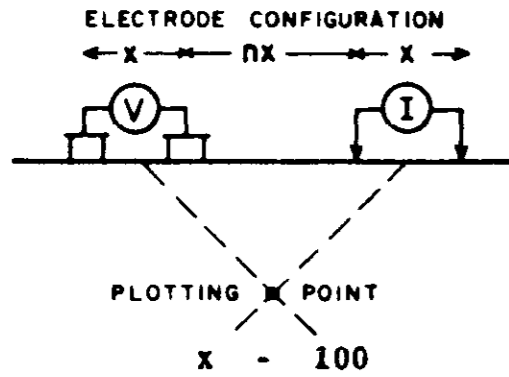 ELECTRODE CONFIGURATION
x nx x
V I
PLOTTING POINT
x - 100